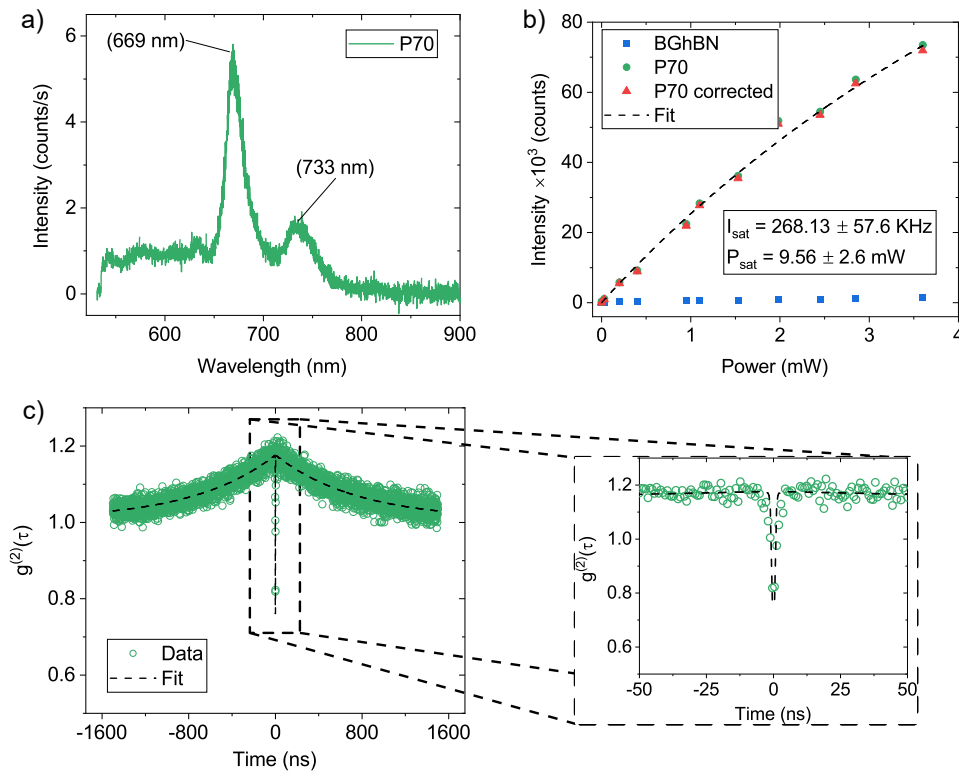 a)
(669 nm)
P70
(733 nm)
Intensity (counts/s)
6
4
2
0
600
700
800
900
Wavelength (nm)
b)
BGhBN
P70
P70 corrected
Fit
Intensity ×10³ (counts)
80
60
40
20
0
I_sat = 268.13 ± 57.6 KHz
P_sat = 9.56 ± 2.6 mW
0
1
2
3
4
Power (mW)
c)
g⁽²⁾(τ)
1.2
1.0
0.8
0.6
Data
Fit
-1600
-800
0
800
1600
Time (ns)
g⁽²⁾(τ)
1.2
1.0
0.8
0.6
-50
-25
0
25
50
Time (ns)